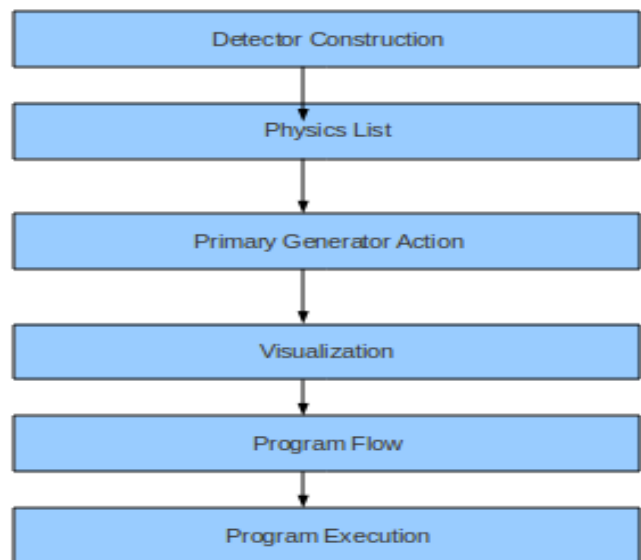 Detector Construction
Physics List
Primary Generator Action
Visualization
Program Flow
Program Execution